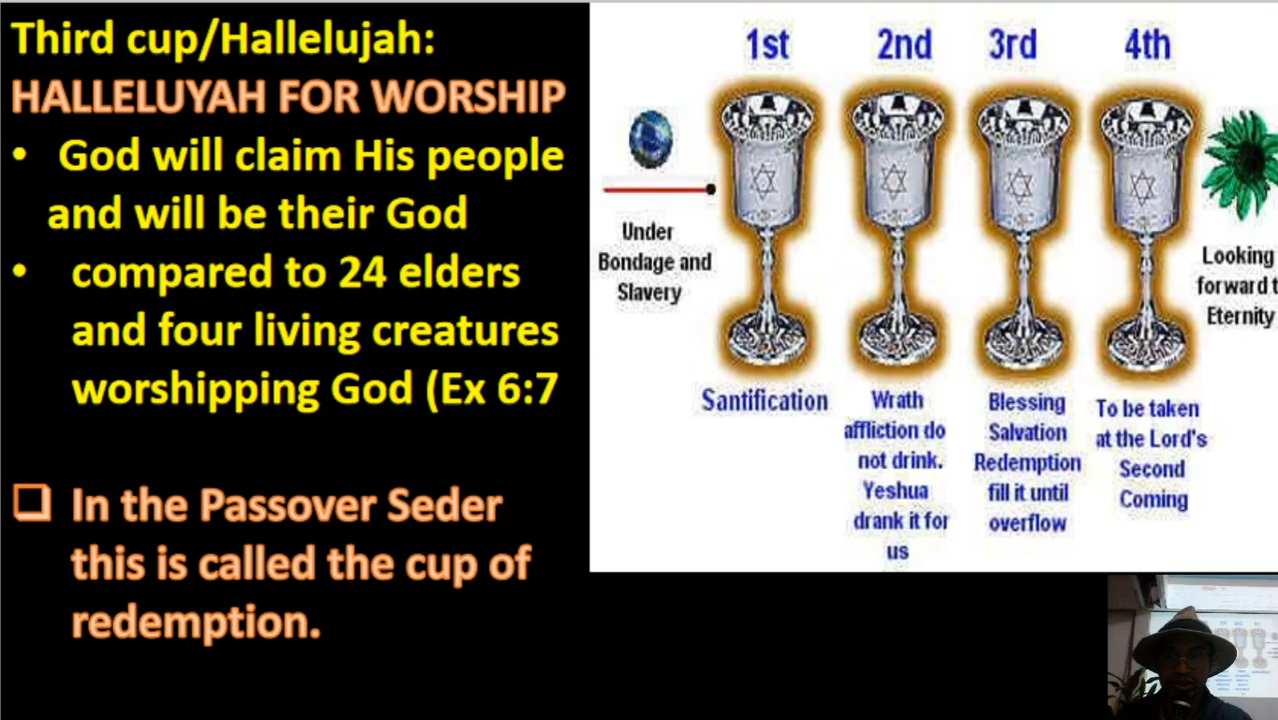 Third cup/Hallelujah:
HALLELUYAH FOR WORSHIP
• God will claim His people
and will be their God
• compared to 24 elders
and four living creatures
worshipping God (Ex 6:7
❑ In the Passover Seder
this is called the cup of
redemption.
1st 2nd 3rd 4th
Under
Bondage and
Slavery
Looking
forward t
Eternity
Santification
Wrath
affliction do
not drink.
Yeshua
drank it for
us
Blessing
Salvation
Redemption
fill it until
overflow
To be taken
at the Lord's
Second
Coming